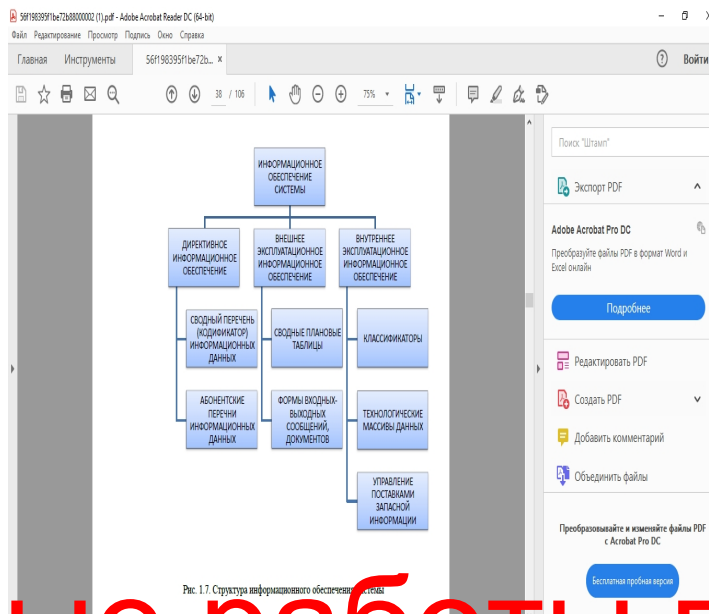 56f198395f1be72b88000002 (1).pdf - Adobe Acrobat Reader DC (64-bit)
Файл Редактирование Просмотр Подпись Окно Справка
Главная Инструменты 56f198395f1be72b... × Войти
38 / 106 75%
ИНФОРМАЦИОННОЕ
ОБЕСПЕЧЕНИЕ
СИСТЕМЫ
ДИРЕКТИВНОЕ
ИНФОРМАЦИОННОЕ
ОБЕСПЕЧЕНИЕ
ВНЕШНЕЕ
ЭКСПЛУАТАЦИОННОЕ
ИНФОРМАЦИОННОЕ
ОБЕСПЕЧЕНИЕ
ВНУТРЕННЕЕ
ЭКСПЛУАТАЦИОННОЕ
ИНФОРМАЦИОННОЕ
ОБЕСПЕЧЕНИЕ
СВОДНЫЙ ПЕРЕЧЕНЬ
(КОДИФИКАТОР)
ИНФОРМАЦИОННЫХ
ДАННЫХ
СВОДНЫЕ ПЛАНОВЫЕ
ТАБЛИЦЫ
КЛАССИФИКАТОРЫ
АБОНЕНТСКИЕ
ПЕРЕЧНИ
ИНФОРМАЦИОННЫХ
ДАННЫХ
ФОРМЫ ВХОДНЫХ-
ВЫХОДНЫХ
СООБЩЕНИЙ,
ДОКУМЕНТОВ
ТЕХНОЛОГИЧЕСКИЕ
МАССИВЫ ДАННЫХ
УПРАВЛЕНИЕ
ПОСТАВКАМИ
ЗАПАСНОЙ
ИНФОРМАЦИИ
Рис. 1.7. Структура информационного обеспечения системы
Поиск "Штамп"
Экспорт PDF
Adobe Acrobat Pro DC
Преобразуйте файлы PDF в формат Word и
Excel онлайн
Подробнее
Редактировать PDF
Создать PDF
Добавить комментарий
Объединить файлы
Преобразовывайте и изменяйте файлы PDF
с Acrobat Pro DC
Бесплатная пробная версия